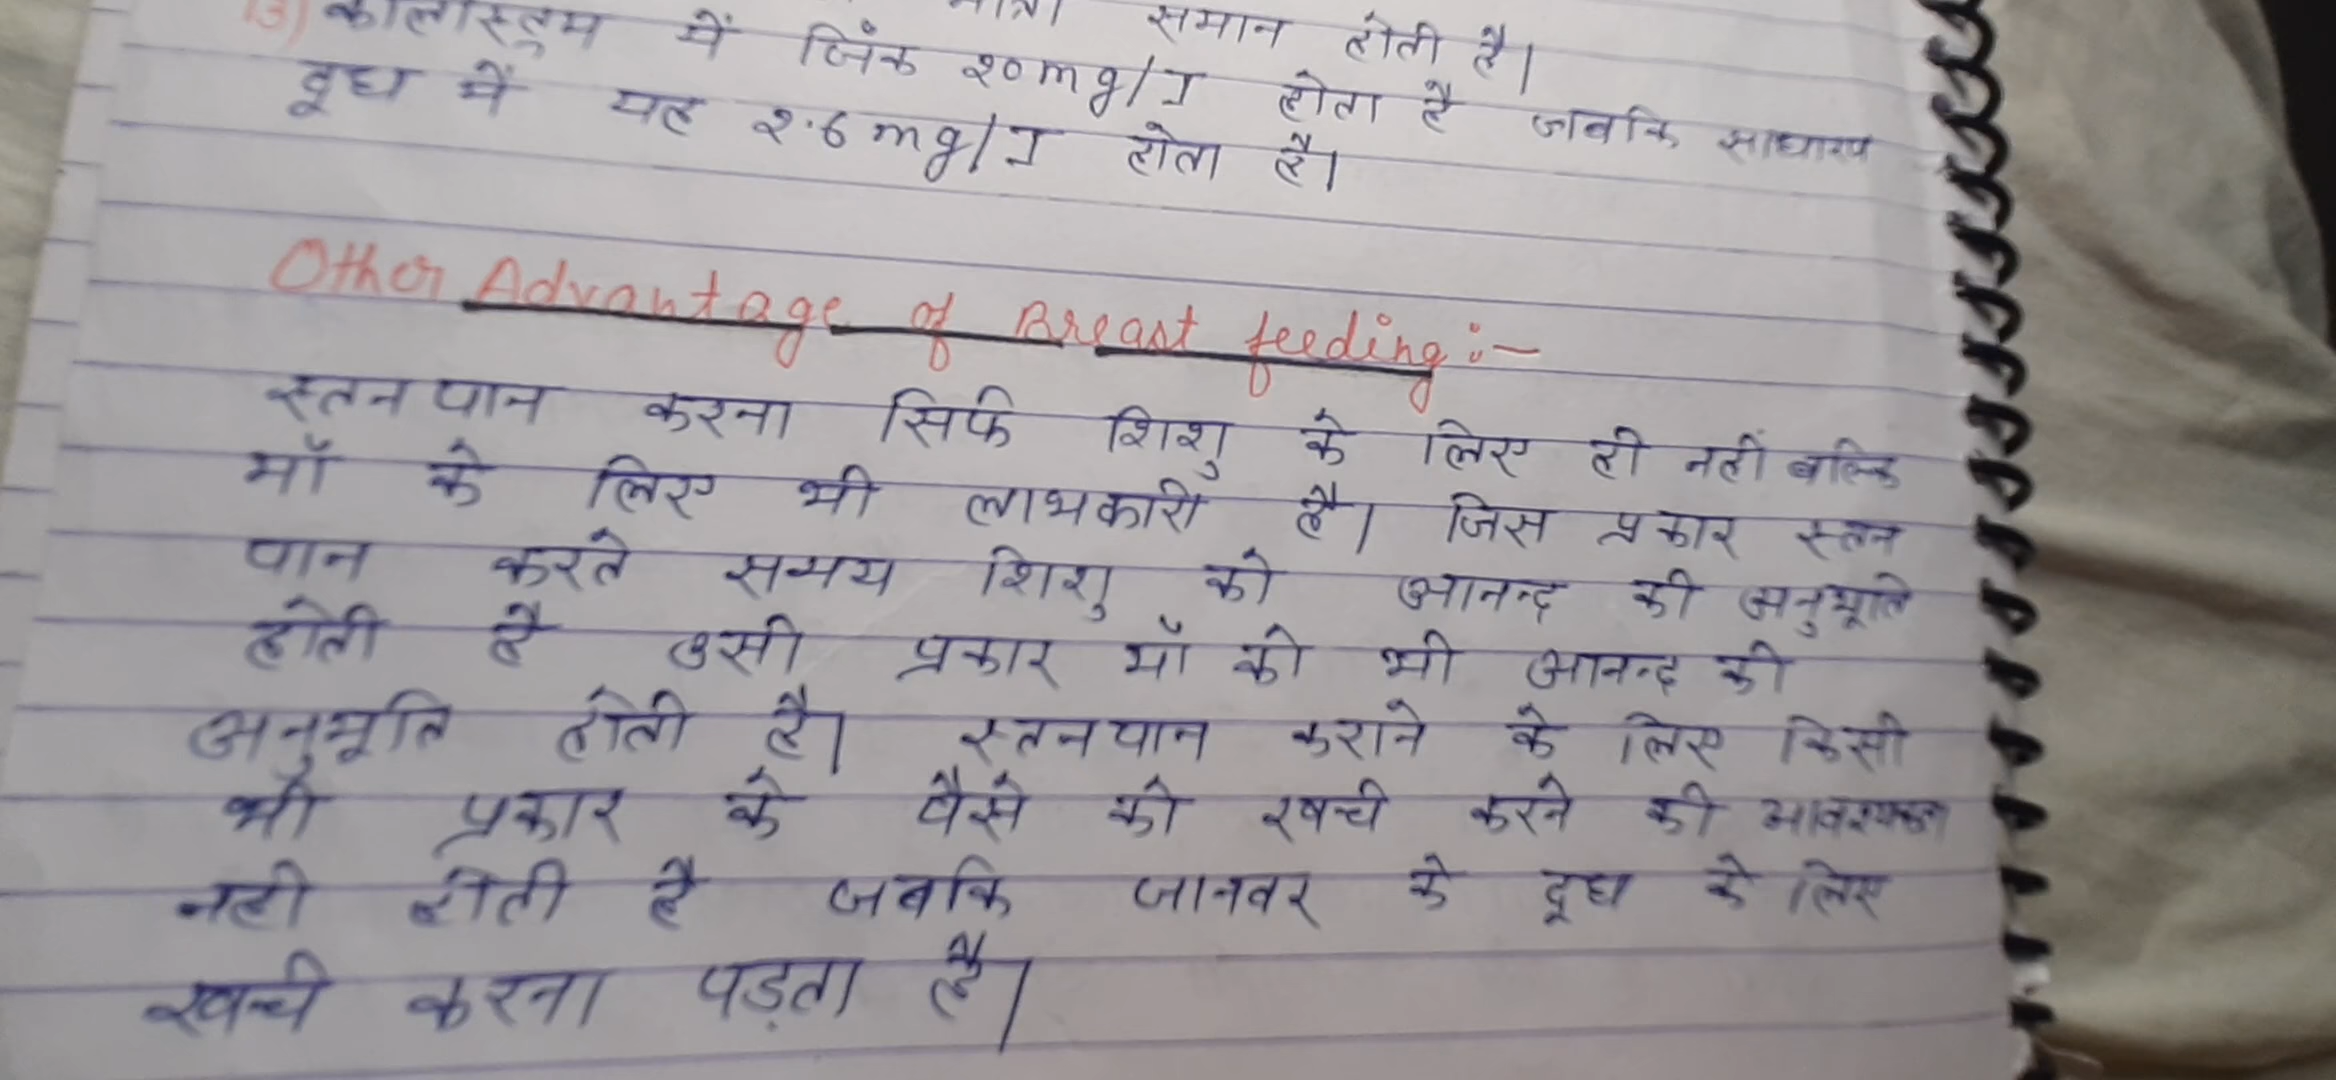 मात्रा समान होती है।
13) कोलोस्ट्रम में जिंक 20mg/I होता है जबकि साधारण
दूध में यह 2.6mg/I होता है।
Other Advantage of Breast feeding :-
स्तनपान करना सिर्फ शिशु के लिए ही नहीं बल्कि
माँ के लिए भी लाभकारी है। जिस प्रकार स्तन
पान करते समय शिशु को आनन्द की अनुभूति
होती है उसी प्रकार माँ को भी आनन्द की
अनुभूति होती है। स्तनपान कराने के लिए किसी
भी प्रकार के पैसे को खर्च करने की आवश्यकता
नही होती है जबकि जानवर के दूध के लिए
खर्च करना पड़ता है।